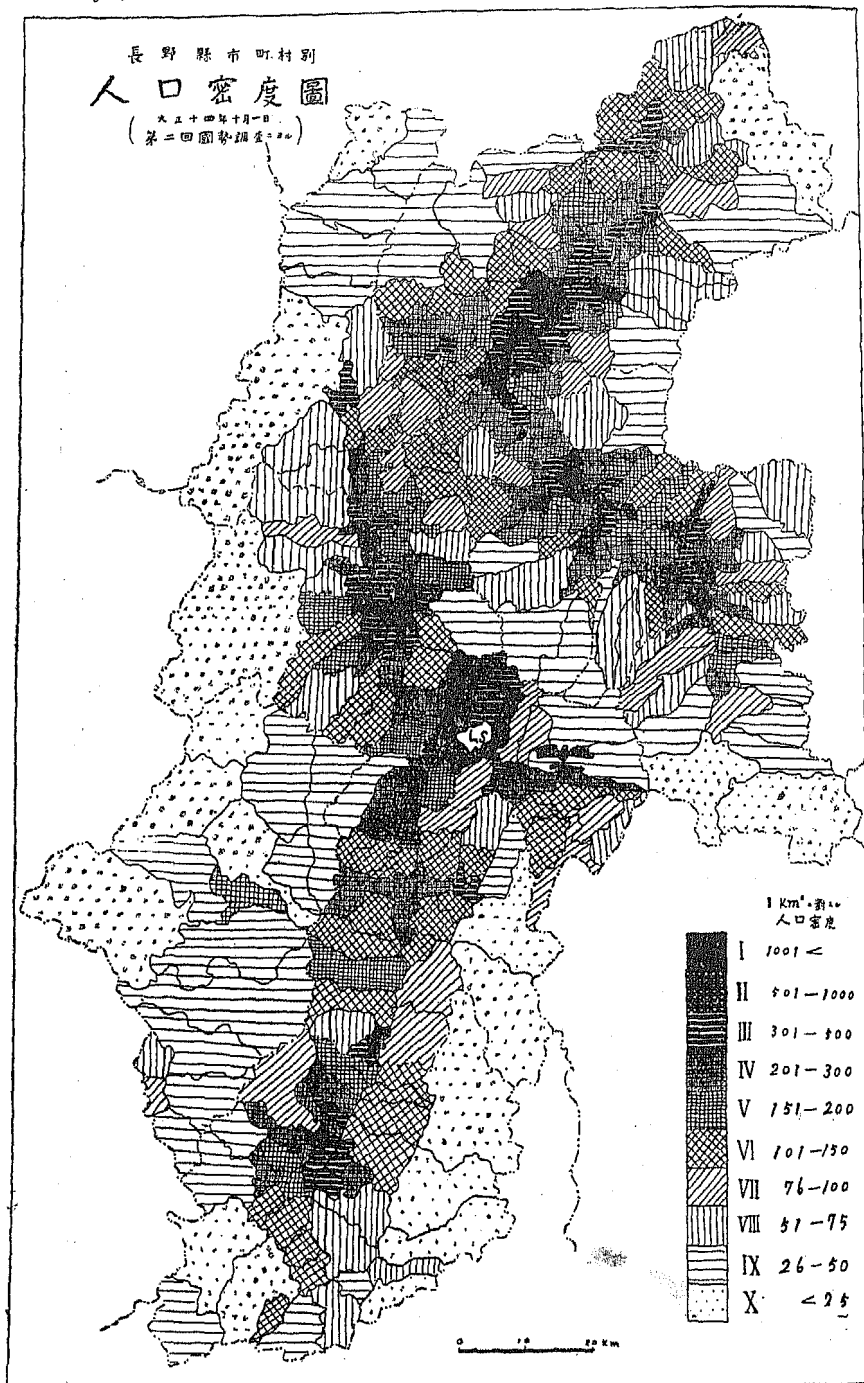 長野縣市町村別
人口密度圖
(大正十四年十月一日
第二回國勢調査ニヨル)
L.S
1 Km²ニ對スル
人口密度
I 1001 <
II 501-1000
III 301-500
IV 201-300
V 151-200
VI 101-150
VII 76-100
VIII 51-75
IX 26-50
X < 25
0 10 20 Km